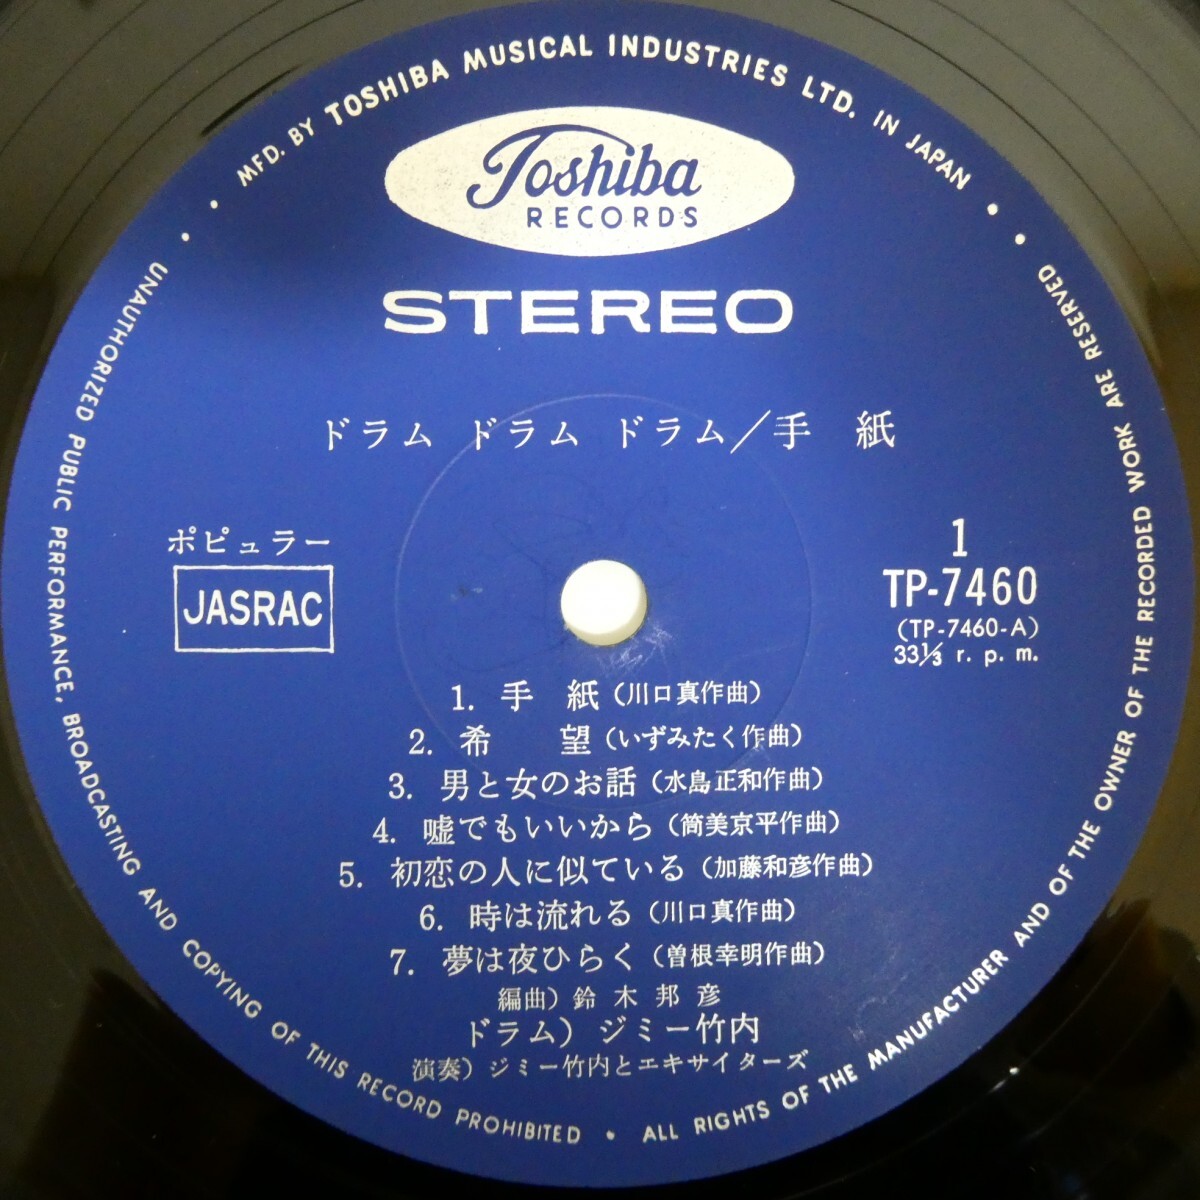 MFD. BY TOSHIBA MUSICAL INDUSTRIES LTD. IN JAPAN
Toshiba
RECORDS
STEREO
ドラム ドラム ドラム／手 紙
ポピュラー
JASRAC
1
TP-7460
(TP-7460-A)
33⅓ r. p. m.
1. 手 紙（川口真作曲）
2. 希 望（いずみたく作曲）
3. 男と女のお話（水島正和作曲）
4. 嘘でもいいから（筒美京平作曲）
5. 初恋の人に似ている（加藤和彦作曲）
6. 時は流れる（川口真作曲）
7. 夢は夜ひらく（曽根幸明作曲）
編曲）鈴 木 邦 彦
ドラム）ジミー竹内
演奏）ジミー竹内とエキサイターズ
UNAUTHORIZED PUBLIC PERFORMANCE, BROADCASTING AND COPYING OF THIS RECORD PROHIBITED • ALL RIGHTS OF THE MANUFACTURER AND OF THE OWNER OF THE RECORDED WORK ARE RESERVED